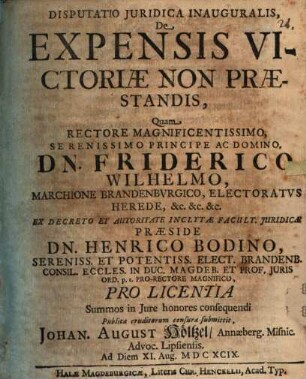 DISPUTATIO JURIDICA INAUGURALIS,
De
EXPENSIS VI-
CTORIÆ NON PRÆ-
STANDIS,
Quam
RECTORE MAGNIFICENTISSIMO,
SERENISSIMO PRINCIPE AC DOMINO,
DN. FRIDERICO
WILHELMO,
MARCHIONE BRANDENBVRGICO, ELECTORATVS
HEREDE, &c. &c. &c.
EX DECRETO ET AUTORITATE INCLYTÆ FACULT. JURIDICÆ
PRÆSIDE
DN. HENRICO BODINO,
SERENISS. ET POTENTISS. ELECT. BRANDENB.
CONSIL. ECCLES. IN DUC. MAGDEB. ET PROF. JURIS
ORD. p. t. PRO-RECTORE MAGNIFICO,
PRO LICENTIA
Summos in Jure honores consequendi
Publicæ eruditorum censuræ submittit,
JOHAN. AUGUST Höltzel / Annæberg. Misnic.
Advoc. Lipsiensis.
Ad Diem XI. Aug. M D C XCIX.
HALÆ MAGDEBURGICÆ, Literis CHR. HENCKELII, Acad. Typ.